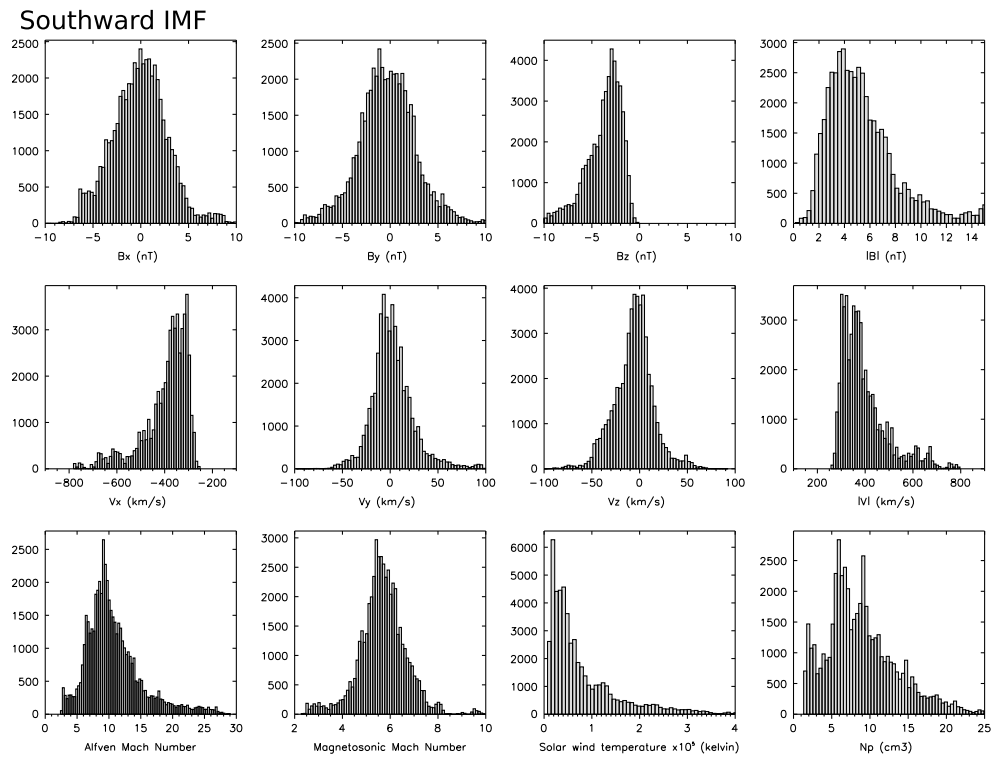 Southward IMF
2500 2000 1500 1000 500 0
−10 −5 0 5 10
Bx (nT)
2500 2000 1500 1000 500 0
−10 −5 0 5 10
By (nT)
4000 3000 2000 1000 0
−10 −5 0 5 10
Bz (nT)
3000 2500 2000 1500 1000 500 0
0 2 4 6 8 10 12 14
|B| (nT)
3000 2000 1000 0
−800 −600 −400 −200
Vx (km/s)
4000 3000 2000 1000 0
−100 −50 0 50 100
Vy (km/s)
4000 3000 2000 1000 0
−100 −50 0 50 100
Vz (km/s)
3000 2000 1000 0
200 400 600 800
|V| (km/s)
2500 2000 1500 1000 500 0
0 5 10 15 20 25 30
Alfven Mach Number
3000 2500 2000 1500 1000 500 0
2 4 6 8 10
Magnetosonic Mach Number
6000 5000 4000 3000 2000 1000 0
0 1 2 3 4
Solar wind temperature x10⁵ (kelvin)
2500 2000 1500 1000 500 0
0 5 10 15 20 25
Np (cm3)